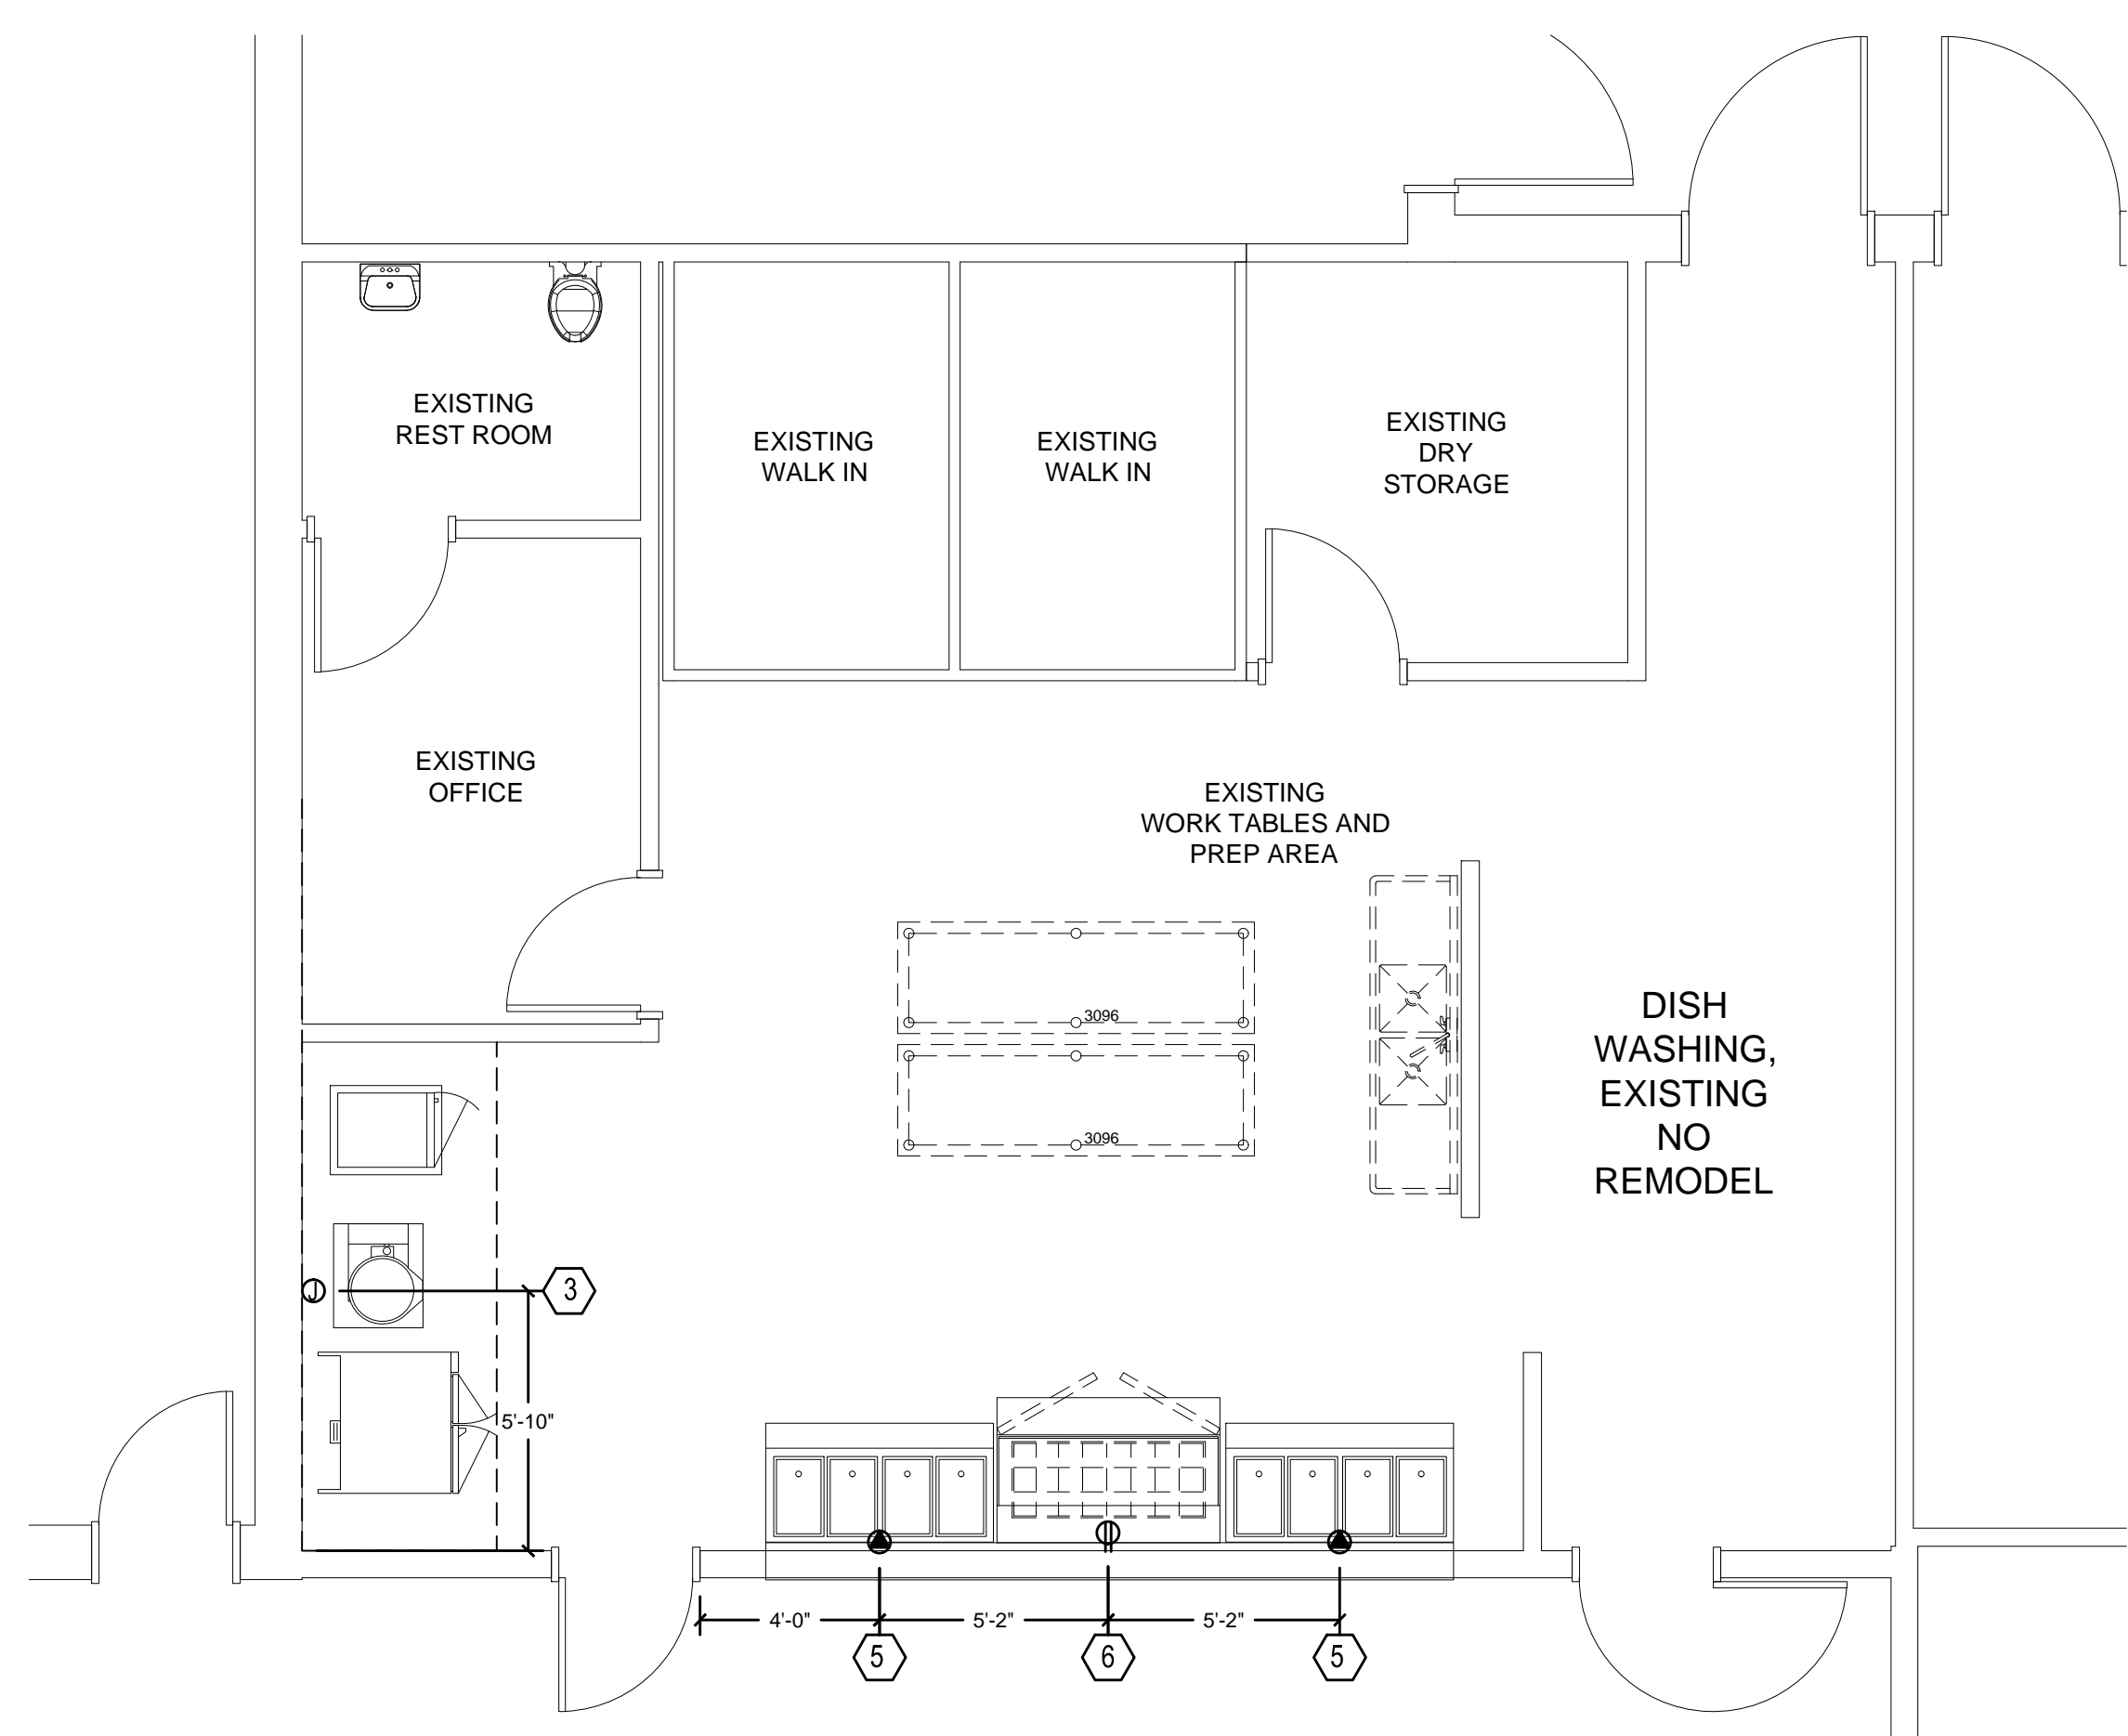 EXISTING
REST ROOM
EXISTING
WALK IN
EXISTING
WALK IN
EXISTING
DRY
STORAGE
EXISTING
OFFICE
EXISTING
WORK TABLES AND
PREP AREA
3096
3096
DISH
WASHING,
EXISTING
NO
REMODEL
J
3
5'-10"
4'-0"
5'-2"
5'-2"
5
6
5